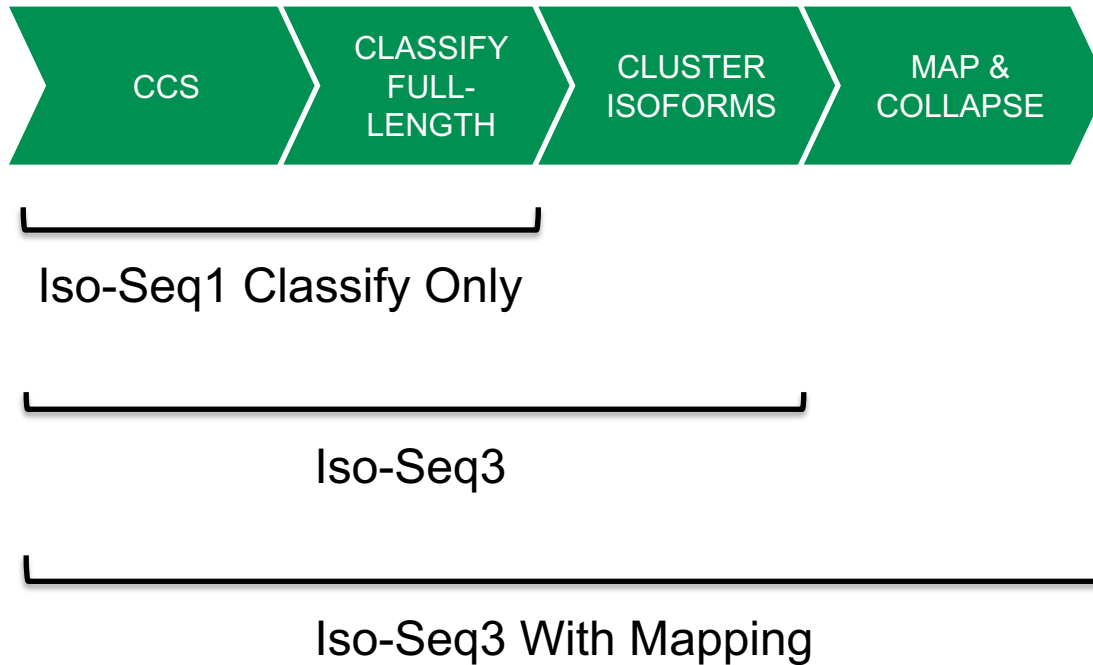 CCS
CLASSIFY
FULL-
LENGTH
CLUSTER
ISOFORMS
MAP &
COLLAPSE
Iso-Seq1 Classify Only
Iso-Seq3
Iso-Seq3 With Mapping